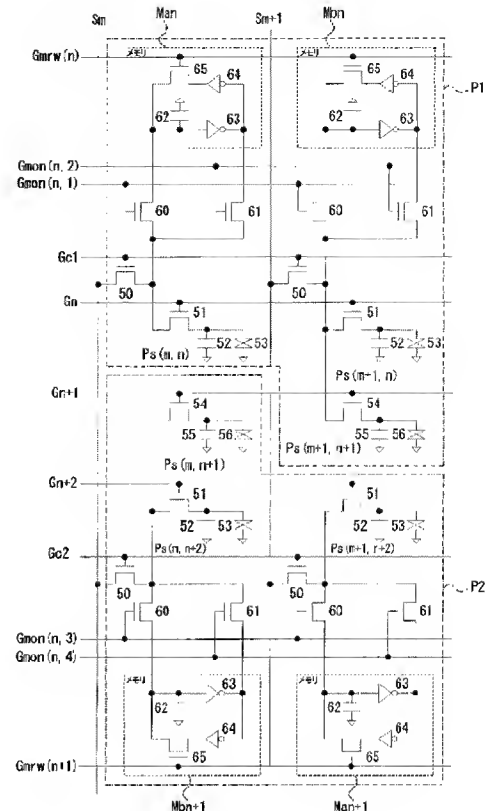 Man
Mbn
Sm
Sm+1
メモリ
メモリ
Gmrw(n)
65
64
65
64
P1
62
63
62
63
Gmon(n, 2)
Gmon(n, 1)
60
61
60
61
Gc1
50
50
Gn
51
51
52
53
52
53
Ps(m, n)
Ps(m+1, n)
Gn+1
54
54
55
56
55
56
Ps(m, n+1)
Ps(m+1, n+1)
Gn+2
51
51
52
53
52
53
Ps(m, n+2)
Ps(m+1, r+2)
Gc2
50
50
P2
60
61
60
61
Gmon(n, 3)
Gmon(n, 4)
メモリ
メモリ
62
63
62
63
64
64
65
65
Gmrw(n+1)
Mbn+1
Nan+1